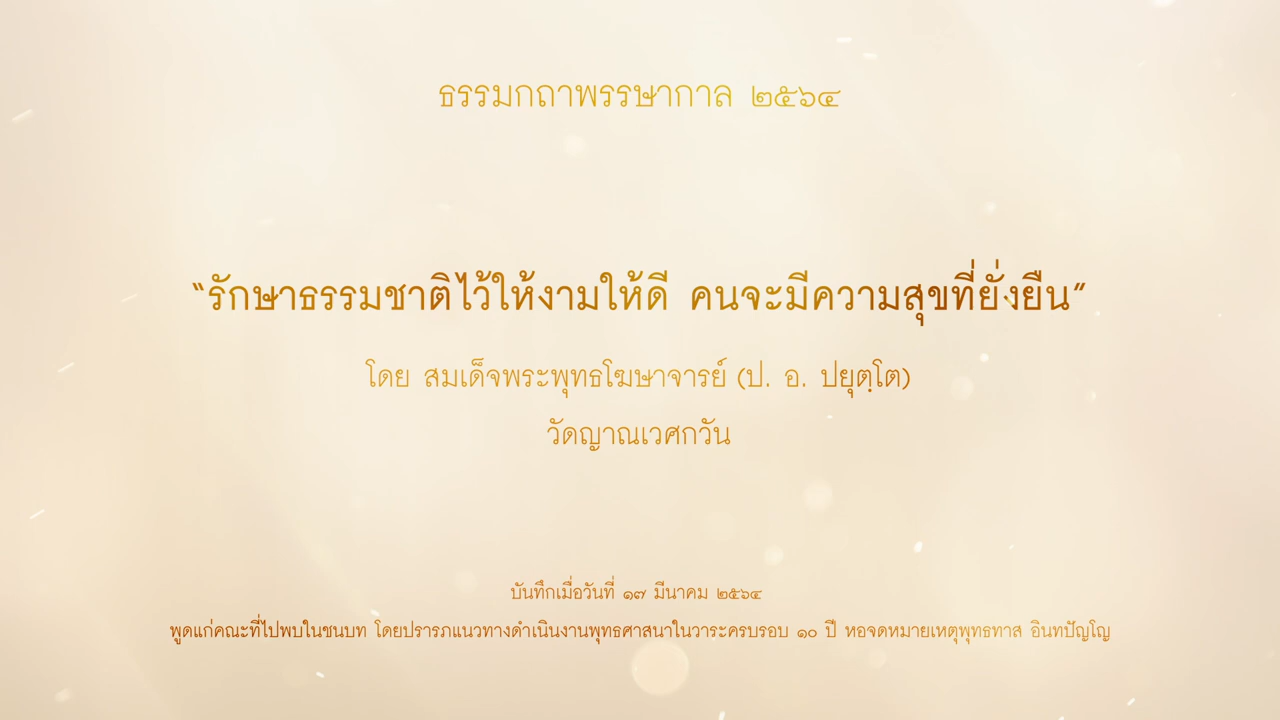 ธรรมกถาพรรษากาล ๒๕๖๔
“รักษาธรรมชาติไว้ให้งามให้ดี คนจะมีความสุขที่ยั่งยืน”
โดย สมเด็จพระพุทธโฆษาจารย์ (ป. อ. ปยุตฺโต)
วัดญาณเวศกวัน
บันทึกเมื่อวันที่ ๑๗ มีนาคม ๒๕๖๔
พูดแก่คณะที่ไปพบในชนบท โดยปรารภแนวทางดำเนินงานพุทธศาสนาในวาระครบรอบ ๑๐ ปี หอจดหมายเหตุพุทธทาส อินทปัญโญ